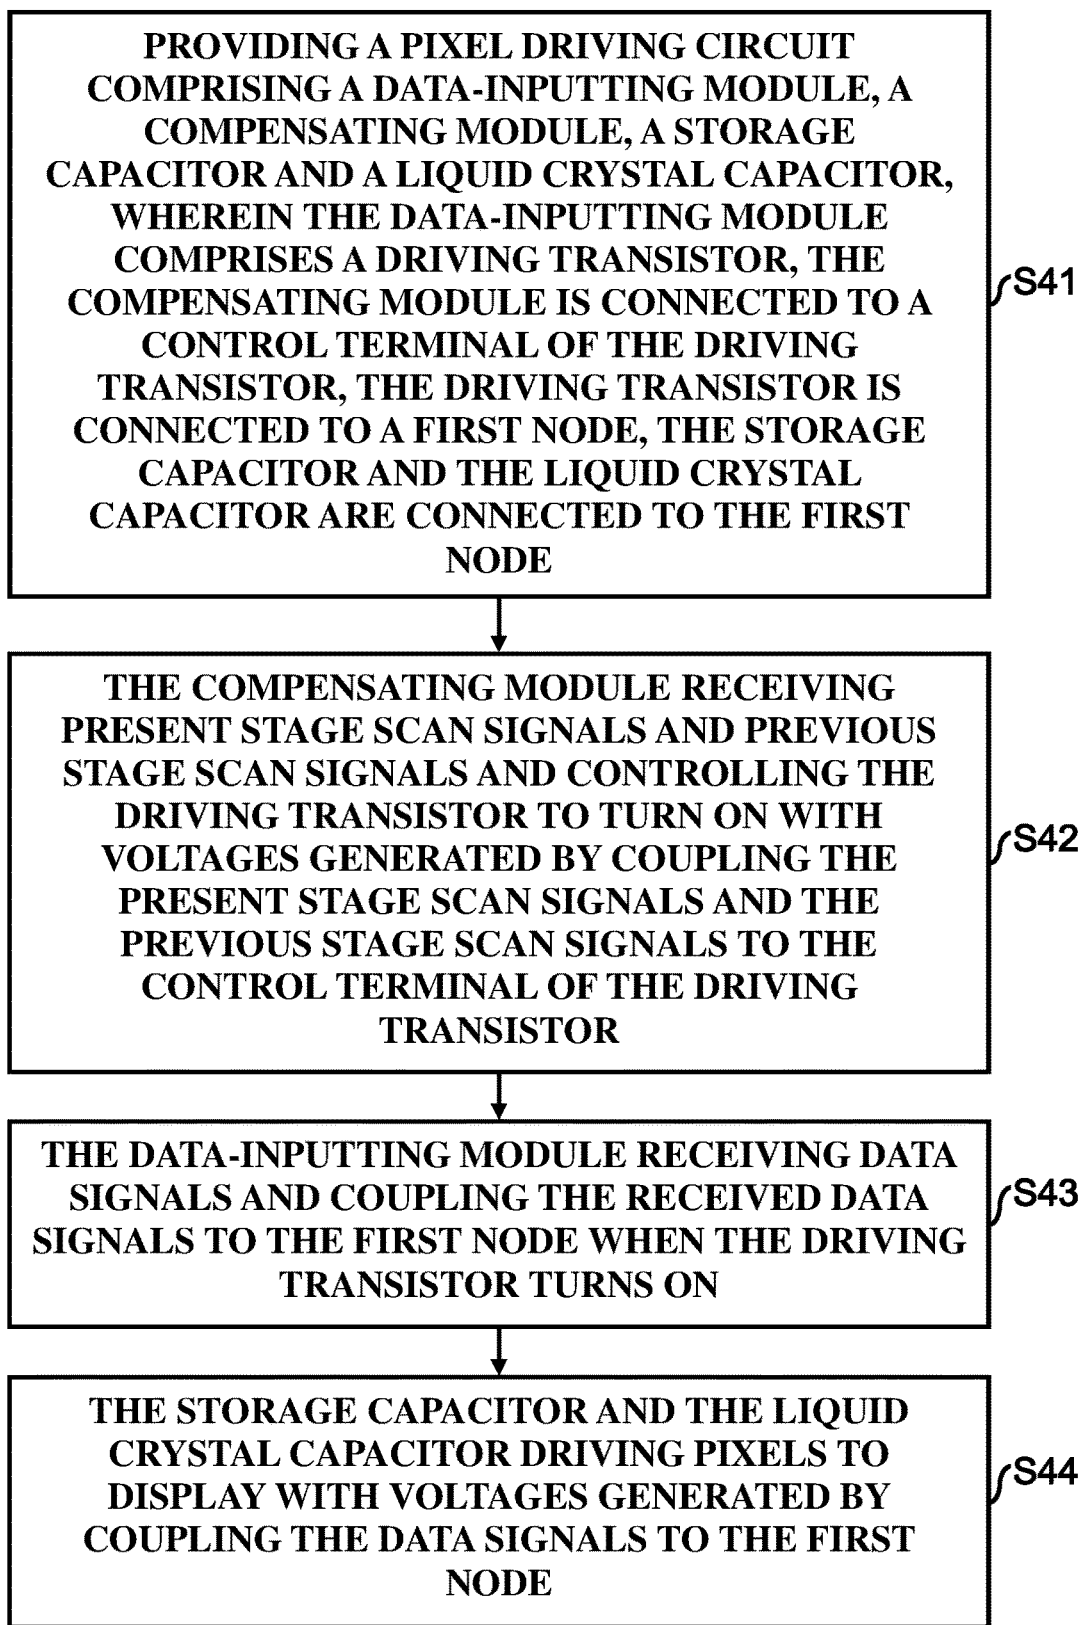 PROVIDING A PIXEL DRIVING CIRCUIT
COMPRISING A DATA-INPUTTING MODULE, A
COMPENSATING MODULE, A STORAGE
CAPACITOR AND A LIQUID CRYSTAL CAPACITOR,
WHEREIN THE DATA-INPUTTING MODULE
COMPRISES A DRIVING TRANSISTOR, THE
COMPENSATING MODULE IS CONNECTED TO A
CONTROL TERMINAL OF THE DRIVING
TRANSISTOR, THE DRIVING TRANSISTOR IS
CONNECTED TO A FIRST NODE, THE STORAGE
CAPACITOR AND THE LIQUID CRYSTAL
CAPACITOR ARE CONNECTED TO THE FIRST
NODE
S41
THE COMPENSATING MODULE RECEIVING
PRESENT STAGE SCAN SIGNALS AND PREVIOUS
STAGE SCAN SIGNALS AND CONTROLLING THE
DRIVING TRANSISTOR TO TURN ON WITH
VOLTAGES GENERATED BY COUPLING THE
PRESENT STAGE SCAN SIGNALS AND THE
PREVIOUS STAGE SCAN SIGNALS TO THE
CONTROL TERMINAL OF THE DRIVING
TRANSISTOR
S42
THE DATA-INPUTTING MODULE RECEIVING DATA
SIGNALS AND COUPLING THE RECEIVED DATA
SIGNALS TO THE FIRST NODE WHEN THE DRIVING
TRANSISTOR TURNS ON
S43
THE STORAGE CAPACITOR AND THE LIQUID
CRYSTAL CAPACITOR DRIVING PIXELS TO
DISPLAY WITH VOLTAGES GENERATED BY
COUPLING THE DATA SIGNALS TO THE FIRST
NODE
S44